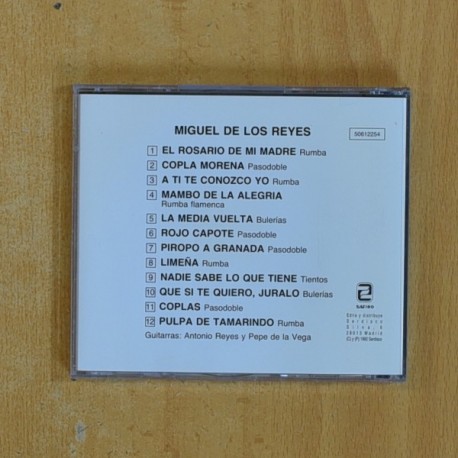 MIGUEL DE LOS REYES
50612254
1 EL ROSARIO DE MI MADRE Rumba
2 COPLA MORENA Pasodoble
3 A TI TE CONOZCO YO Rumba
4 MAMBO DE LA ALEGRIA
Rumba flamenca
5 LA MEDIA VUELTA Bulerías
6 ROJO CAPOTE Pasodoble
7 PIROPO A GRANADA Pasodoble
8 LIMEÑA Rumba
9 NADIE SABE LO QUE TIENE Tientos
10 QUE SI TE QUIERO, JURALO Bulerías
11 COPLAS Pasodoble
12 PULPA DE TAMARINDO Rumba
Guitarras: Antonio Reyes y Pepe de la Vega
Edita y distribuye